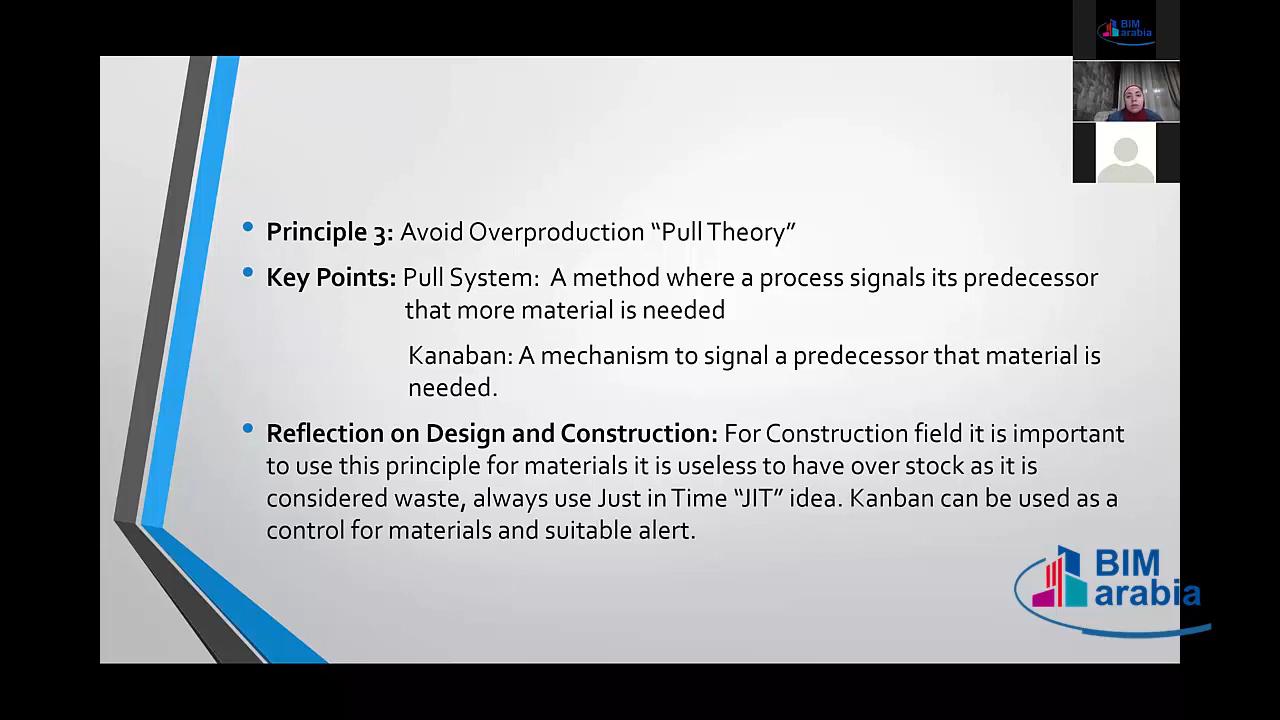 BIM
arabia
Principle 3: Avoid Overproduction “Pull Theory”
Key Points: Pull System: A method where a process signals its predecessor
that more material is needed
Kanaban: A mechanism to signal a predecessor that material is
needed.
Reflection on Design and Construction: For Construction field it is important
to use this principle for materials it is useless to have over stock as it is
considered waste, always use Just in Time “JIT” idea. Kanban can be used as a
control for materials and suitable alert.
BIM
arabia